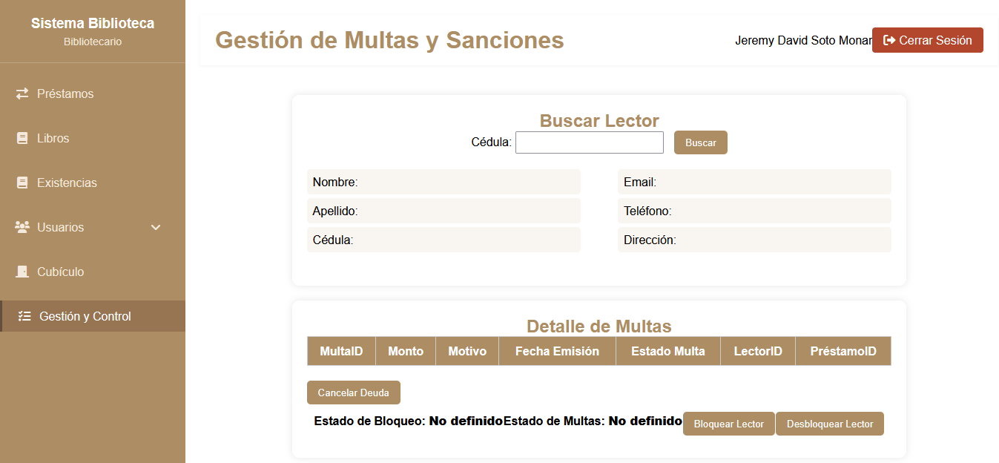 Sistema Biblioteca
Bibliotecario
Préstamos
Libros
Existencias
Usuarios
Cubículo
Gestión y Control
Gestión de Multas y Sanciones
Jeremy David Soto Monar
Cerrar Sesión
Buscar Lector
Cédula:
Buscar
Nombre:
Email:
Apellido:
Teléfono:
Cédula:
Dirección:
Detalle de Multas
MultaID Monto Motivo Fecha Emisión Estado Multa LectorID PréstamoID
Cancelar Deuda
Estado de Bloqueo: No definidoEstado de Multas: No definido
Bloquear Lector
Desbloquear Lector